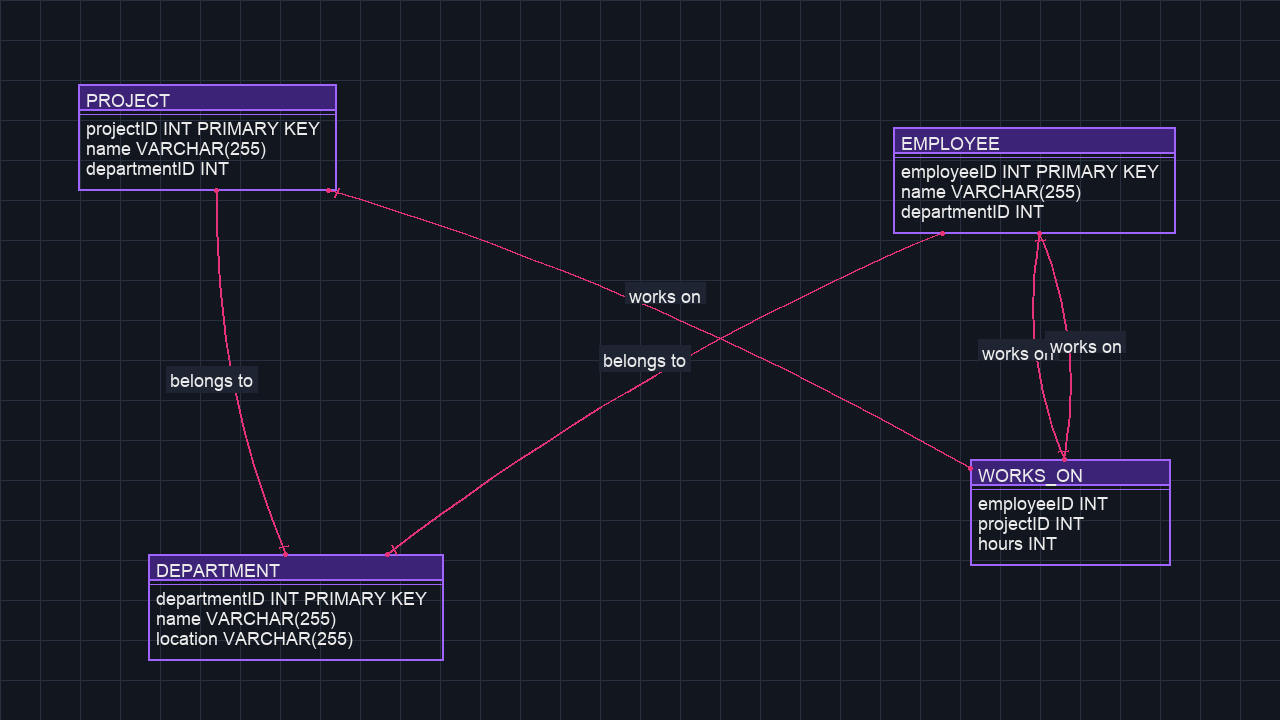 PROJECT
projectID INT PRIMARY KEY
name VARCHAR(255)
departmentID INT
EMPLOYEE
employeeID INT PRIMARY KEY
name VARCHAR(255)
departmentID INT
works on
works on
works on
belongs to
belongs to
WORKS_ON
employeeID INT
projectID INT
hours INT
DEPARTMENT
departmentID INT PRIMARY KEY
name VARCHAR(255)
location VARCHAR(255)